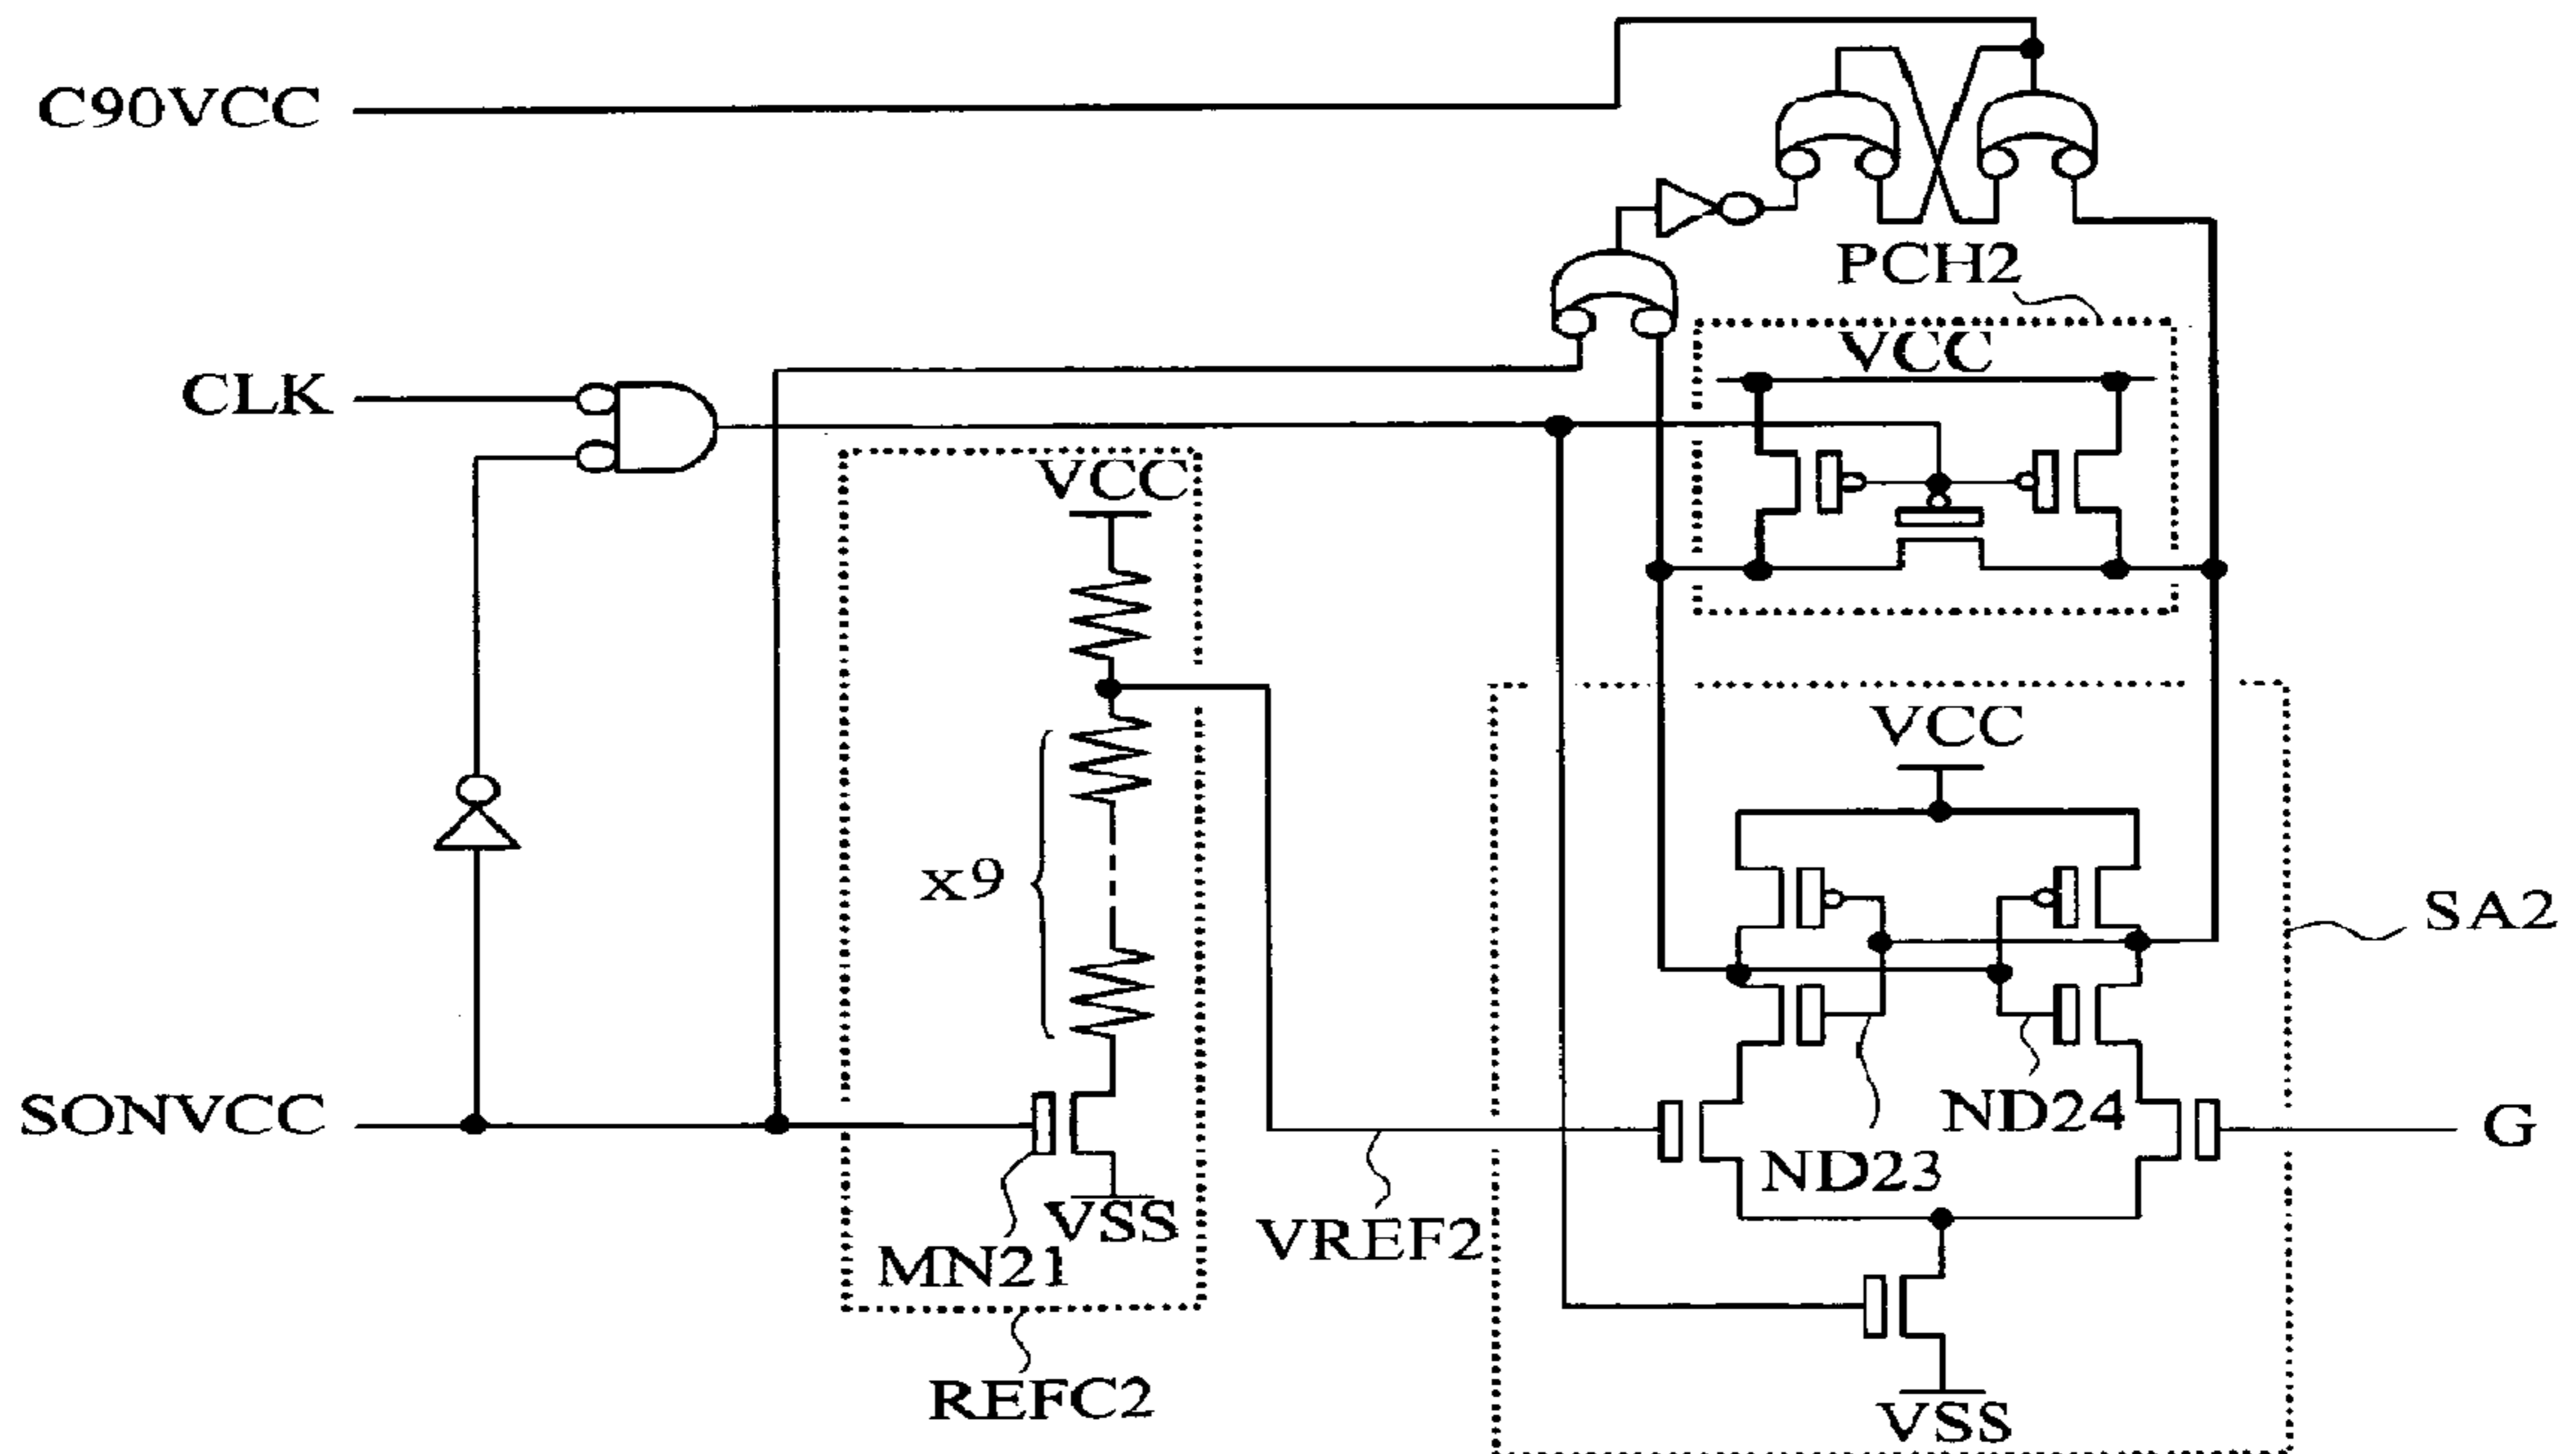 C90VCC
PCH2
VCC
CLK
VCC
VCC
x9
SA2
SONVCC
ND24
G
ND23
VSS
VREF2
MN21
REFC2
VSS